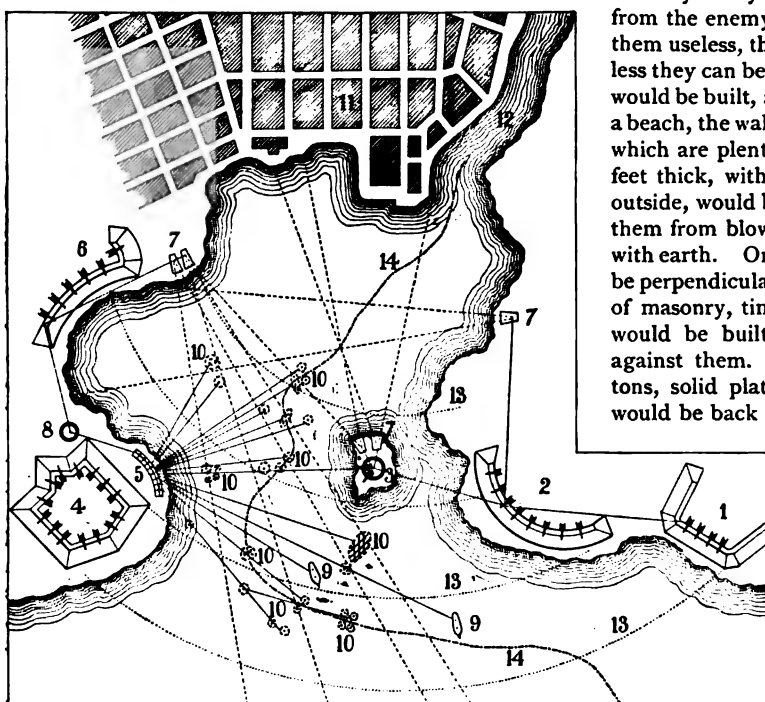 11
12
6
7
14
7
10
10
13
8
7
10
5
10
3
4
2
1
10
10
9
13
10
9
13
10
14
from the enemy
them useless, th
less they can be
would be built, a
a beach, the wal
which are plent
feet thick, with
outside, would b
them from blow
with earth. Or
be perpendicula
of masonry, tin
would be built
against them.
tons, solid plat
would be back